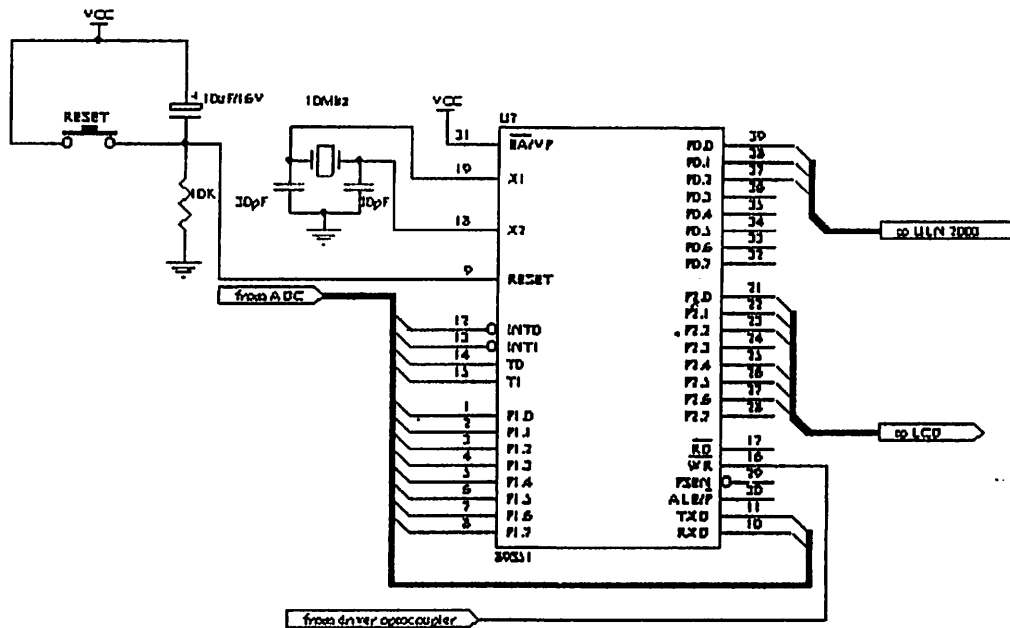 VCC
10uF/16V
RESET
10K
10Mhz
30pF
30pF
VCC
U?
31
EA/VP
19
X1
18
X2
9
RESET
from ADC
12
INT0
13
INT1
14
T0
15
T1
1
P1.0
2
P1.1
3
P1.2
4
P1.3
5
P1.4
6
P1.5
7
P1.6
8
P1.7
39
P0.0
38
P0.1
37
P0.2
36
P0.3
35
P0.4
34
P0.5
33
P0.6
32
P0.7
to ULN 2003
21
P2.0
22
P2.1
23
P2.2
24
P2.3
25
P2.4
26
P2.5
27
P2.6
28
P2.7
to LCD
17
RD
16
WR
29
PSEN
30
ALE/P
11
TXD
10
RXD
89S51
from driver optocoupler